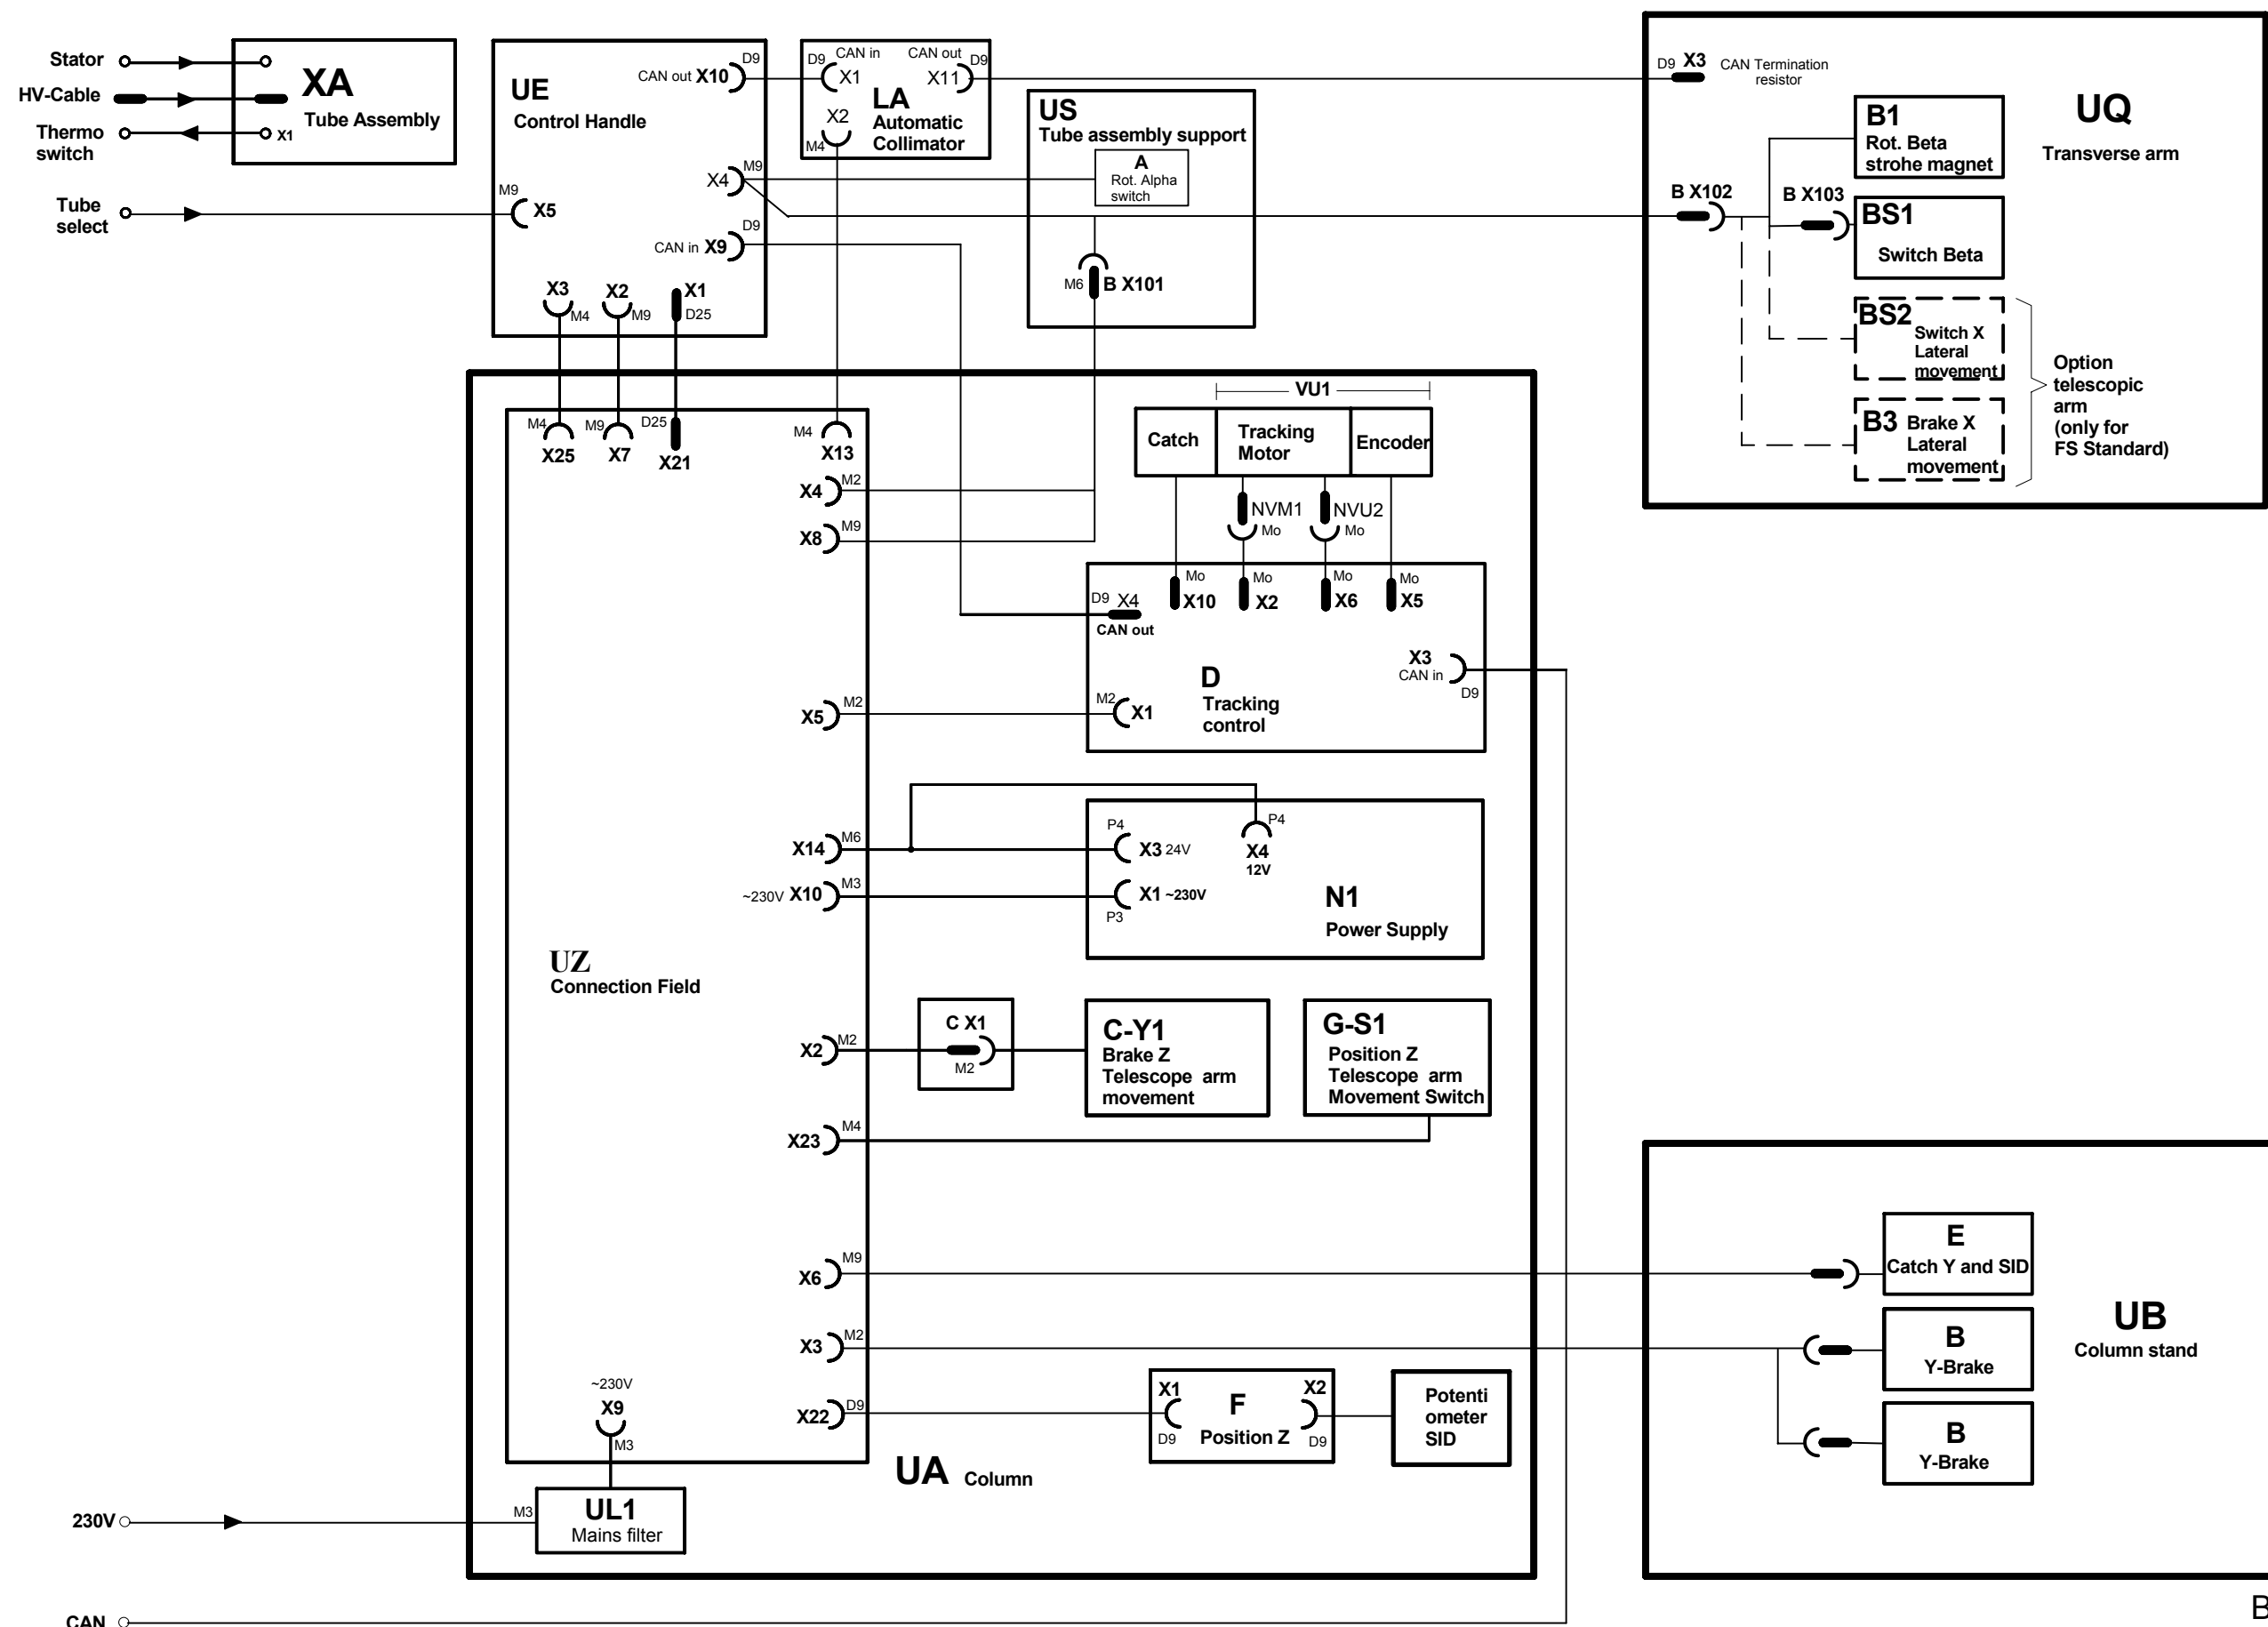 Stator
HV-Cable
Thermo
switch
Tube
select
XA
Tube Assembly
X1
UE
Control Handle
CAN out X10
D9
X4
M9
M9
X5
D9
CAN in X9
X3
M4
X2
M9
X1
D25
D9
CAN in
CAN out
D9
X1
X11
LA
Automatic
Collimator
X2
M4
US
Tube assembly support
A
Rot. Alpha
switch
M6
B X101
D9 X3
CAN Termination
resistor
UQ
Transverse arm
B1
Rot. Beta
strohe magnet
B X102
B X103
BS1
Switch Beta
BS2
Switch X
Lateral
movement
B3
Brake X
Lateral
movement
Option
telescopic
arm
(only for
FS Standard)
M4
X25
M9
X7
D25
X21
M4
X13
X4
M2
X8
M9
VU1
Catch
Tracking
Motor
Encoder
NVM1
Mo
NVU2
Mo
D9 X4
CAN out
Mo
X10
Mo
X2
Mo
X6
Mo
X5
X3
CAN in
D9
D
Tracking
control
M2
X1
X5
M2
X14
M6
P4
X3 24V
P4
X4
12V
~230V X10
M3
X1 ~230V
P3
N1
Power Supply
UZ
Connection Field
X2
M2
C X1
M2
C-Y1
Brake Z
Telescope arm
movement
G-S1
Position Z
Telescope arm
Movement Switch
X23
M4
X6
M9
X3
M2
X22
D9
X1
D9
F
Position Z
X2
D9
Potenti
ometer
SID
E
Catch Y and SID
B
Y-Brake
B
Y-Brake
UB
Column stand
~230V
X9
M3
UA Column
230V
M3
UL1
Mains filter
CAN
B